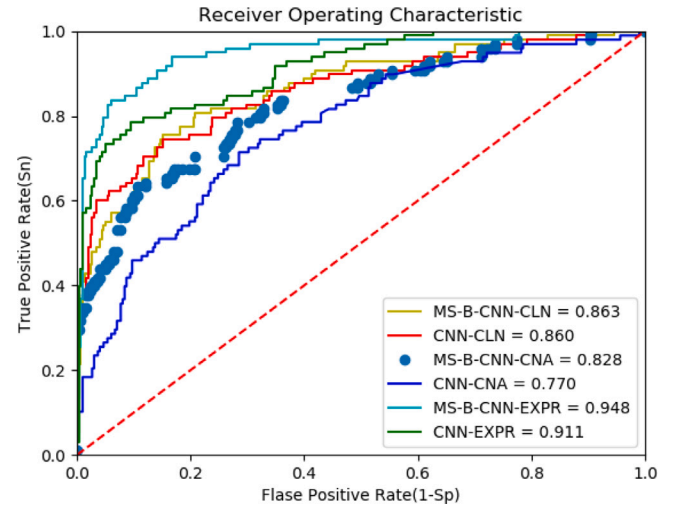 Receiver Operating Characteristic
1.0
0.8
0.6
0.4
0.2
0.0
True Positive Rate(Sn)
MS-B-CNN-CLN = 0.863
CNN-CLN = 0.860
MS-B-CNN-CNA = 0.828
CNN-CNA = 0.770
MS-B-CNN-EXPR = 0.948
CNN-EXPR = 0.911
0.0 0.2 0.4 0.6 0.8 1.0
Flase Positive Rate(1-Sp)